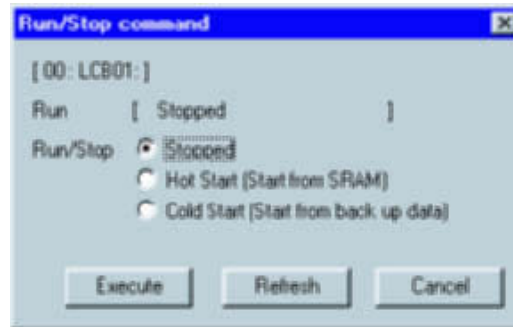 Run/Stop command
[ 00 : LCB01 : ]
Run [ Stopped ]
Run/Stop Stopped
Hot Start (Start from SRAM)
Cold Start (Start from back up data)
Execute Refresh Cancel